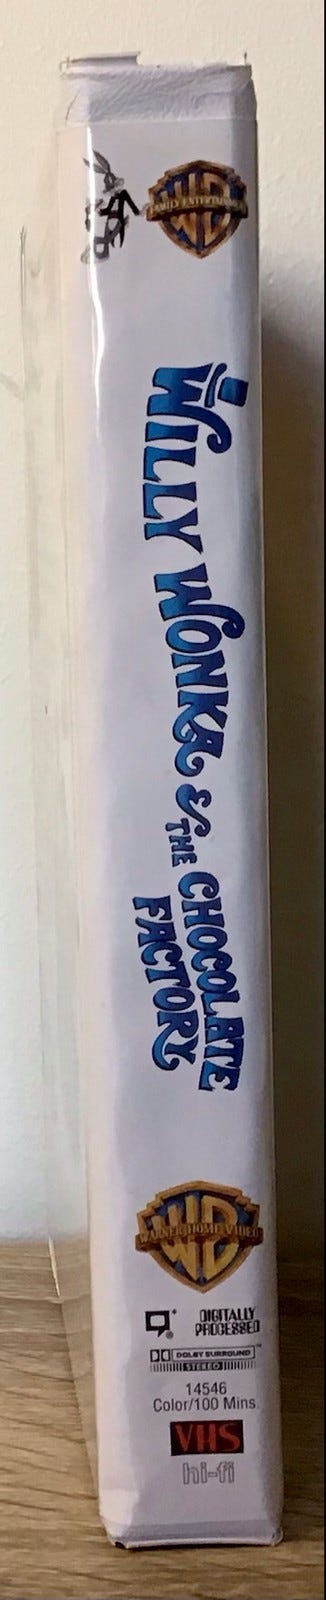 WB
FAMILY ENTERTAINMENT
WILLY WONKA &
THE CHOCOLATE
FACTORY
WB
WARNER HOME VIDEO
DIGITALLY
PROCESSED
DOLBY SURROUND™
STEREO
14546
Color/100 Mins.
VHS
hi-fi